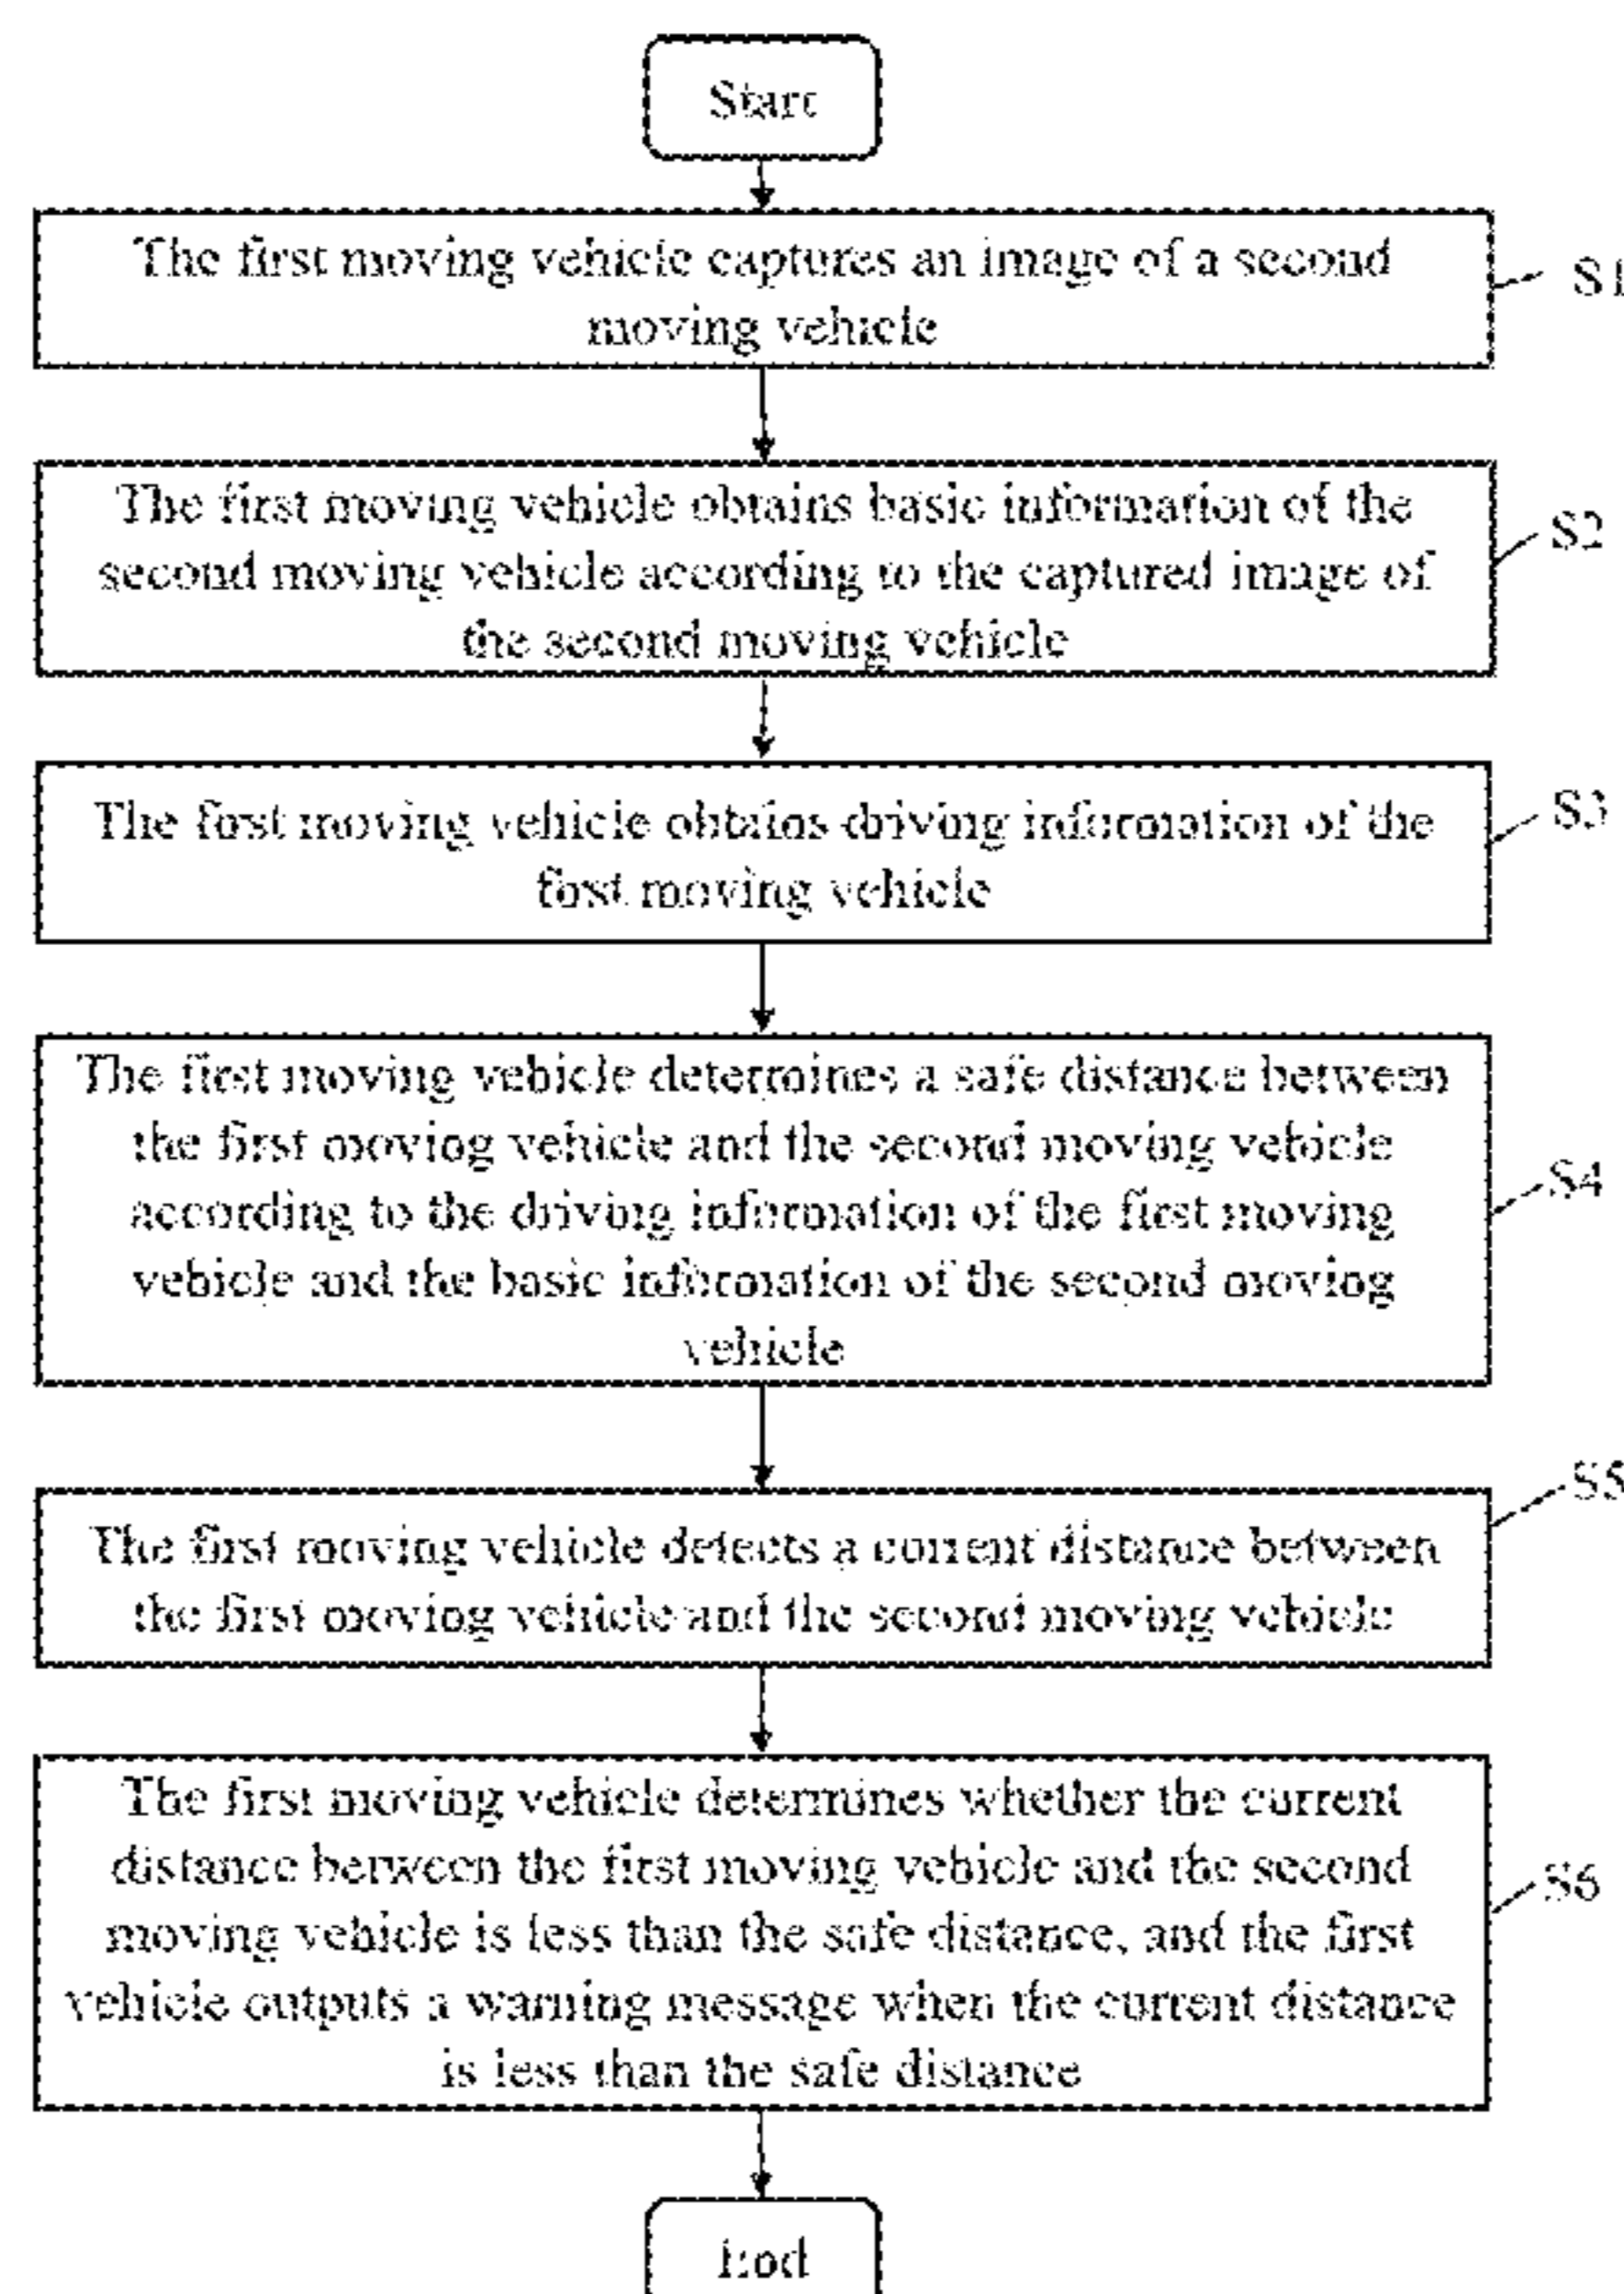 Start
The first moving vehicle captures an image of a second
moving vehicle
S1
The first moving vehicle obtains basic information of the
second moving vehicle according to the captured image of
the second moving vehicle
S2
The first moving vehicle obtains driving information of the
first moving vehicle
S3
The first moving vehicle determines a safe distance between
the first moving vehicle and the second moving vehicle
according to the driving information of the first moving
vehicle and the basic information of the second moving
vehicle
S4
The first moving vehicle detects a current distance between
the first moving vehicle and the second moving vehicle
S5
The first moving vehicle determines whether the current
distance between the first moving vehicle and the second
moving vehicle is less than the safe distance, and the first
vehicle outputs a warning message when the current distance
is less than the safe distance
S6
End